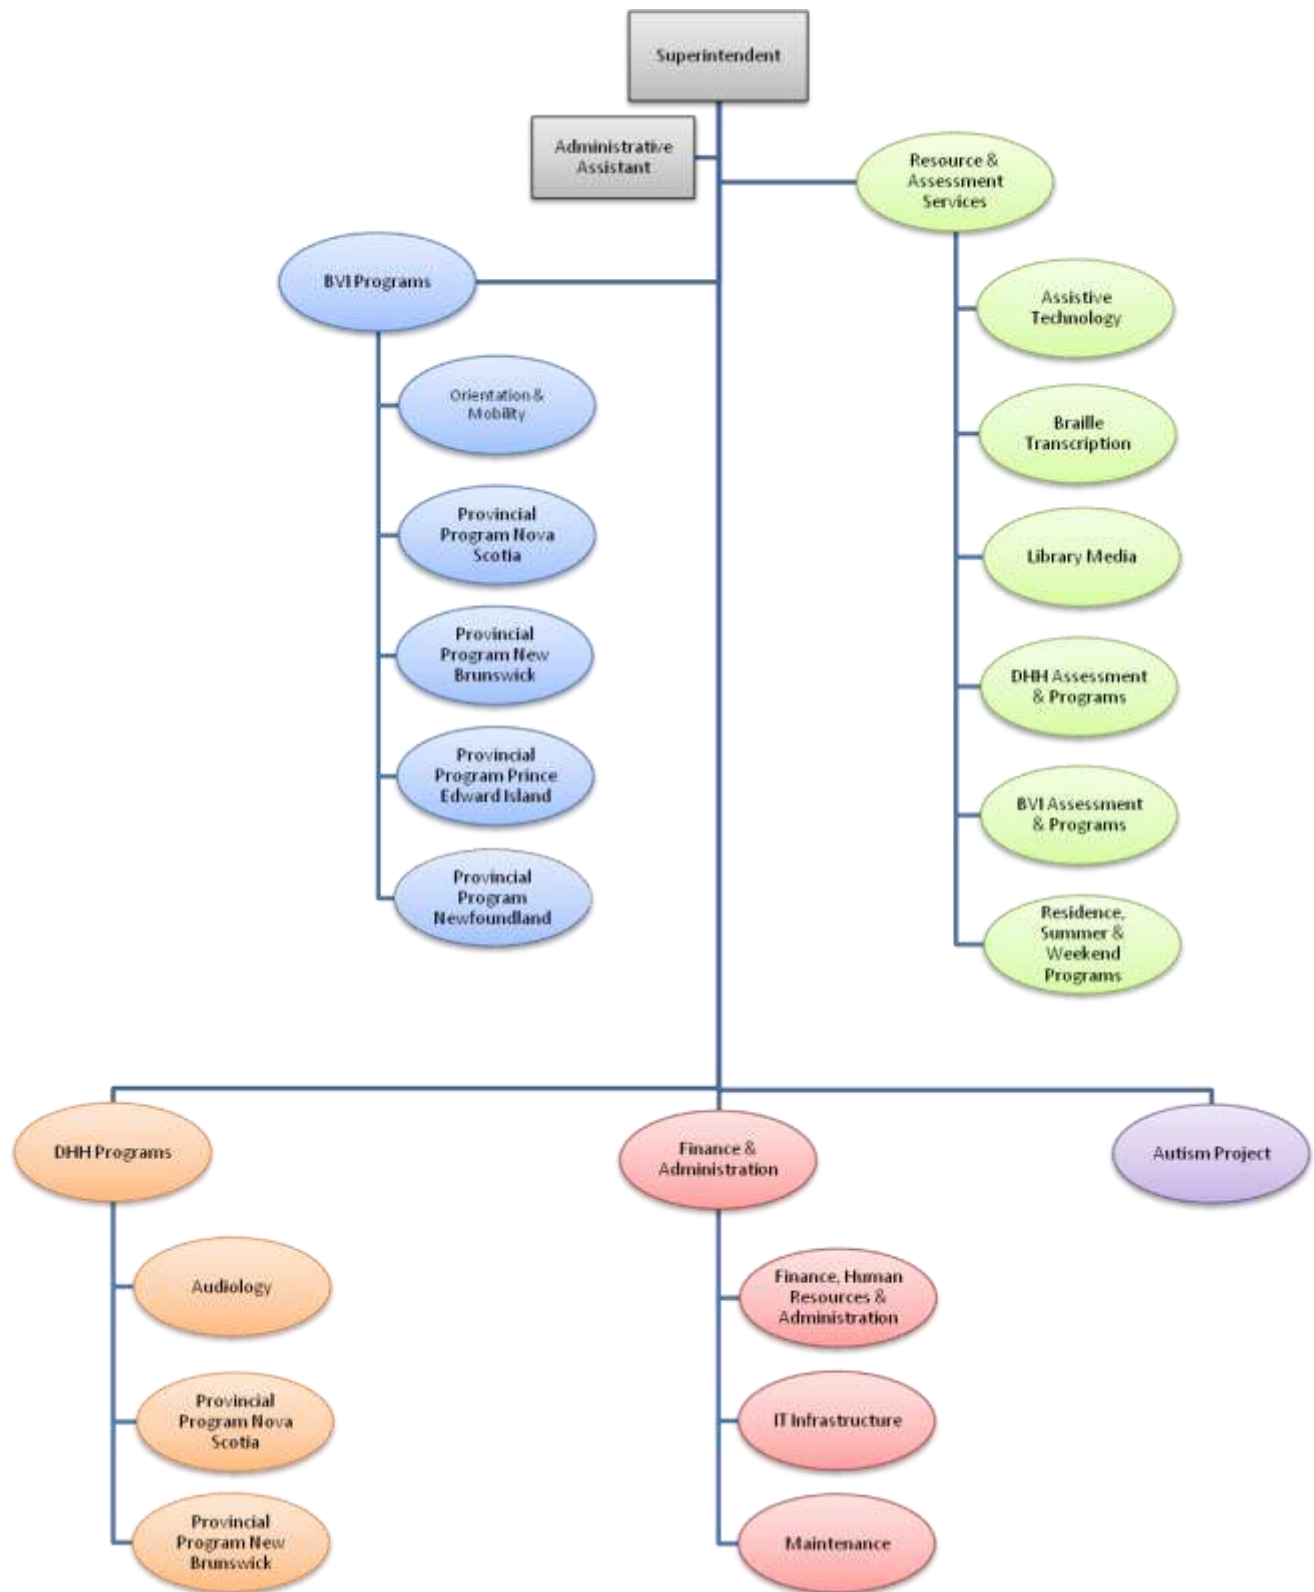 Superintendent
Administrative
Assistant
Resource &
Assessment
Services
BVI Programs
Orientation &
Mobility
Provincial
Program Nova
Scotia
Provincial
Program New
Brunswick
Provincial
Program Prince
Edward Island
Provincial
Program
Newfoundland
Assistive
Technology
Braille
Transcription
Library Media
DHH Assessment
& Programs
BVI Assessment
& Programs
Residence,
Summer &
Weekend
Programs
DHH Programs
Audiology
Provincial
Program Nova
Scotia
Provincial
Program New
Brunswick
Finance &
Administration
Finance, Human
Resources &
Administration
IT Infrastructure
Maintenance
Autism Project